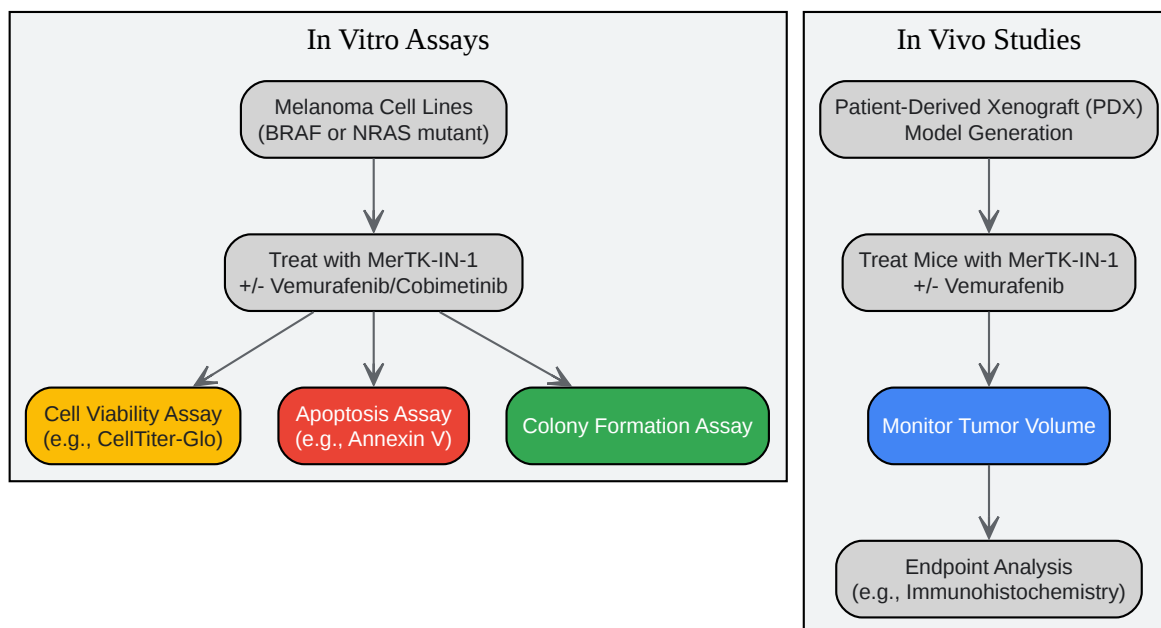 In Vitro Assays
Melanoma Cell Lines
(BRAF or NRAS mutant)
Treat with MerTK-IN-1
+/- Vemurafenib/Cobimetinib
Cell Viability Assay
(e.g., CellTiter-Glo)
Apoptosis Assay
(e.g., Annexin V)
Colony Formation Assay
In Vivo Studies
Patient-Derived Xenograft (PDX)
Model Generation
Treat Mice with MerTK-IN-1
+/- Vemurafenib
Monitor Tumor Volume
Endpoint Analysis
(e.g., Immunohistochemistry)